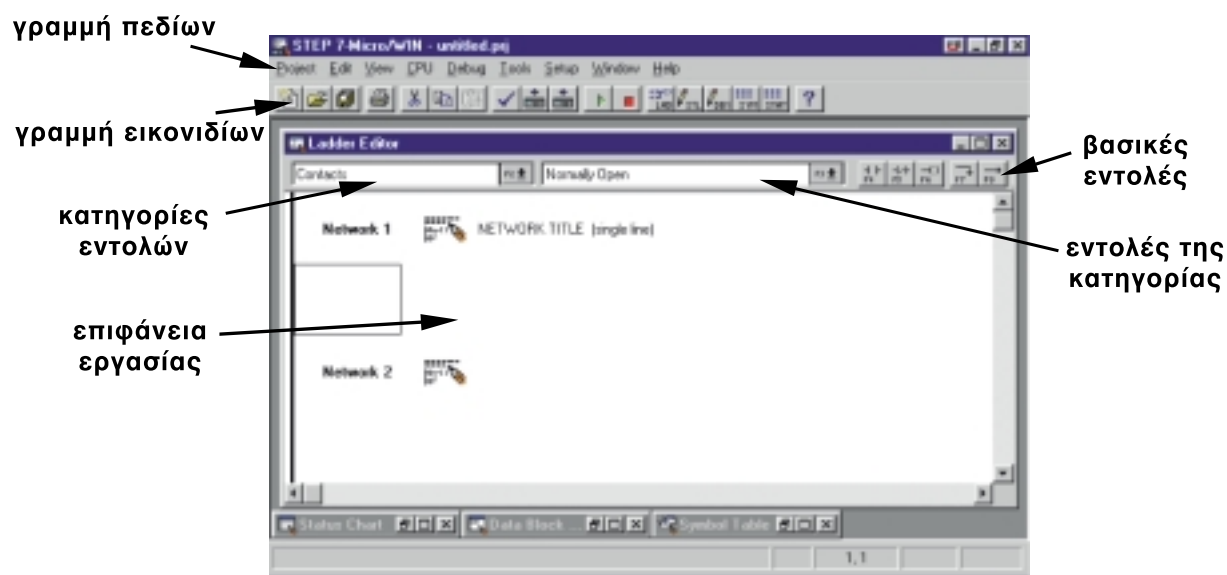 γραμμή πεδίων
STEP 7-Micro/WIN - untitled.prj
Project Edit View CPU Debug Tools Setup Window Help
γραμμή εικονιδίων
Ladder Editor
βασικές
εντολές
Contacts
Normally Open
κατηγορίες
εντολών
Network 1
NETWORK TITLE (single line)
εντολές της
κατηγορίας
επιφάνεια
εργασίας
Network 2
Status Chart
Data Block ...
Symbol Table
1,1